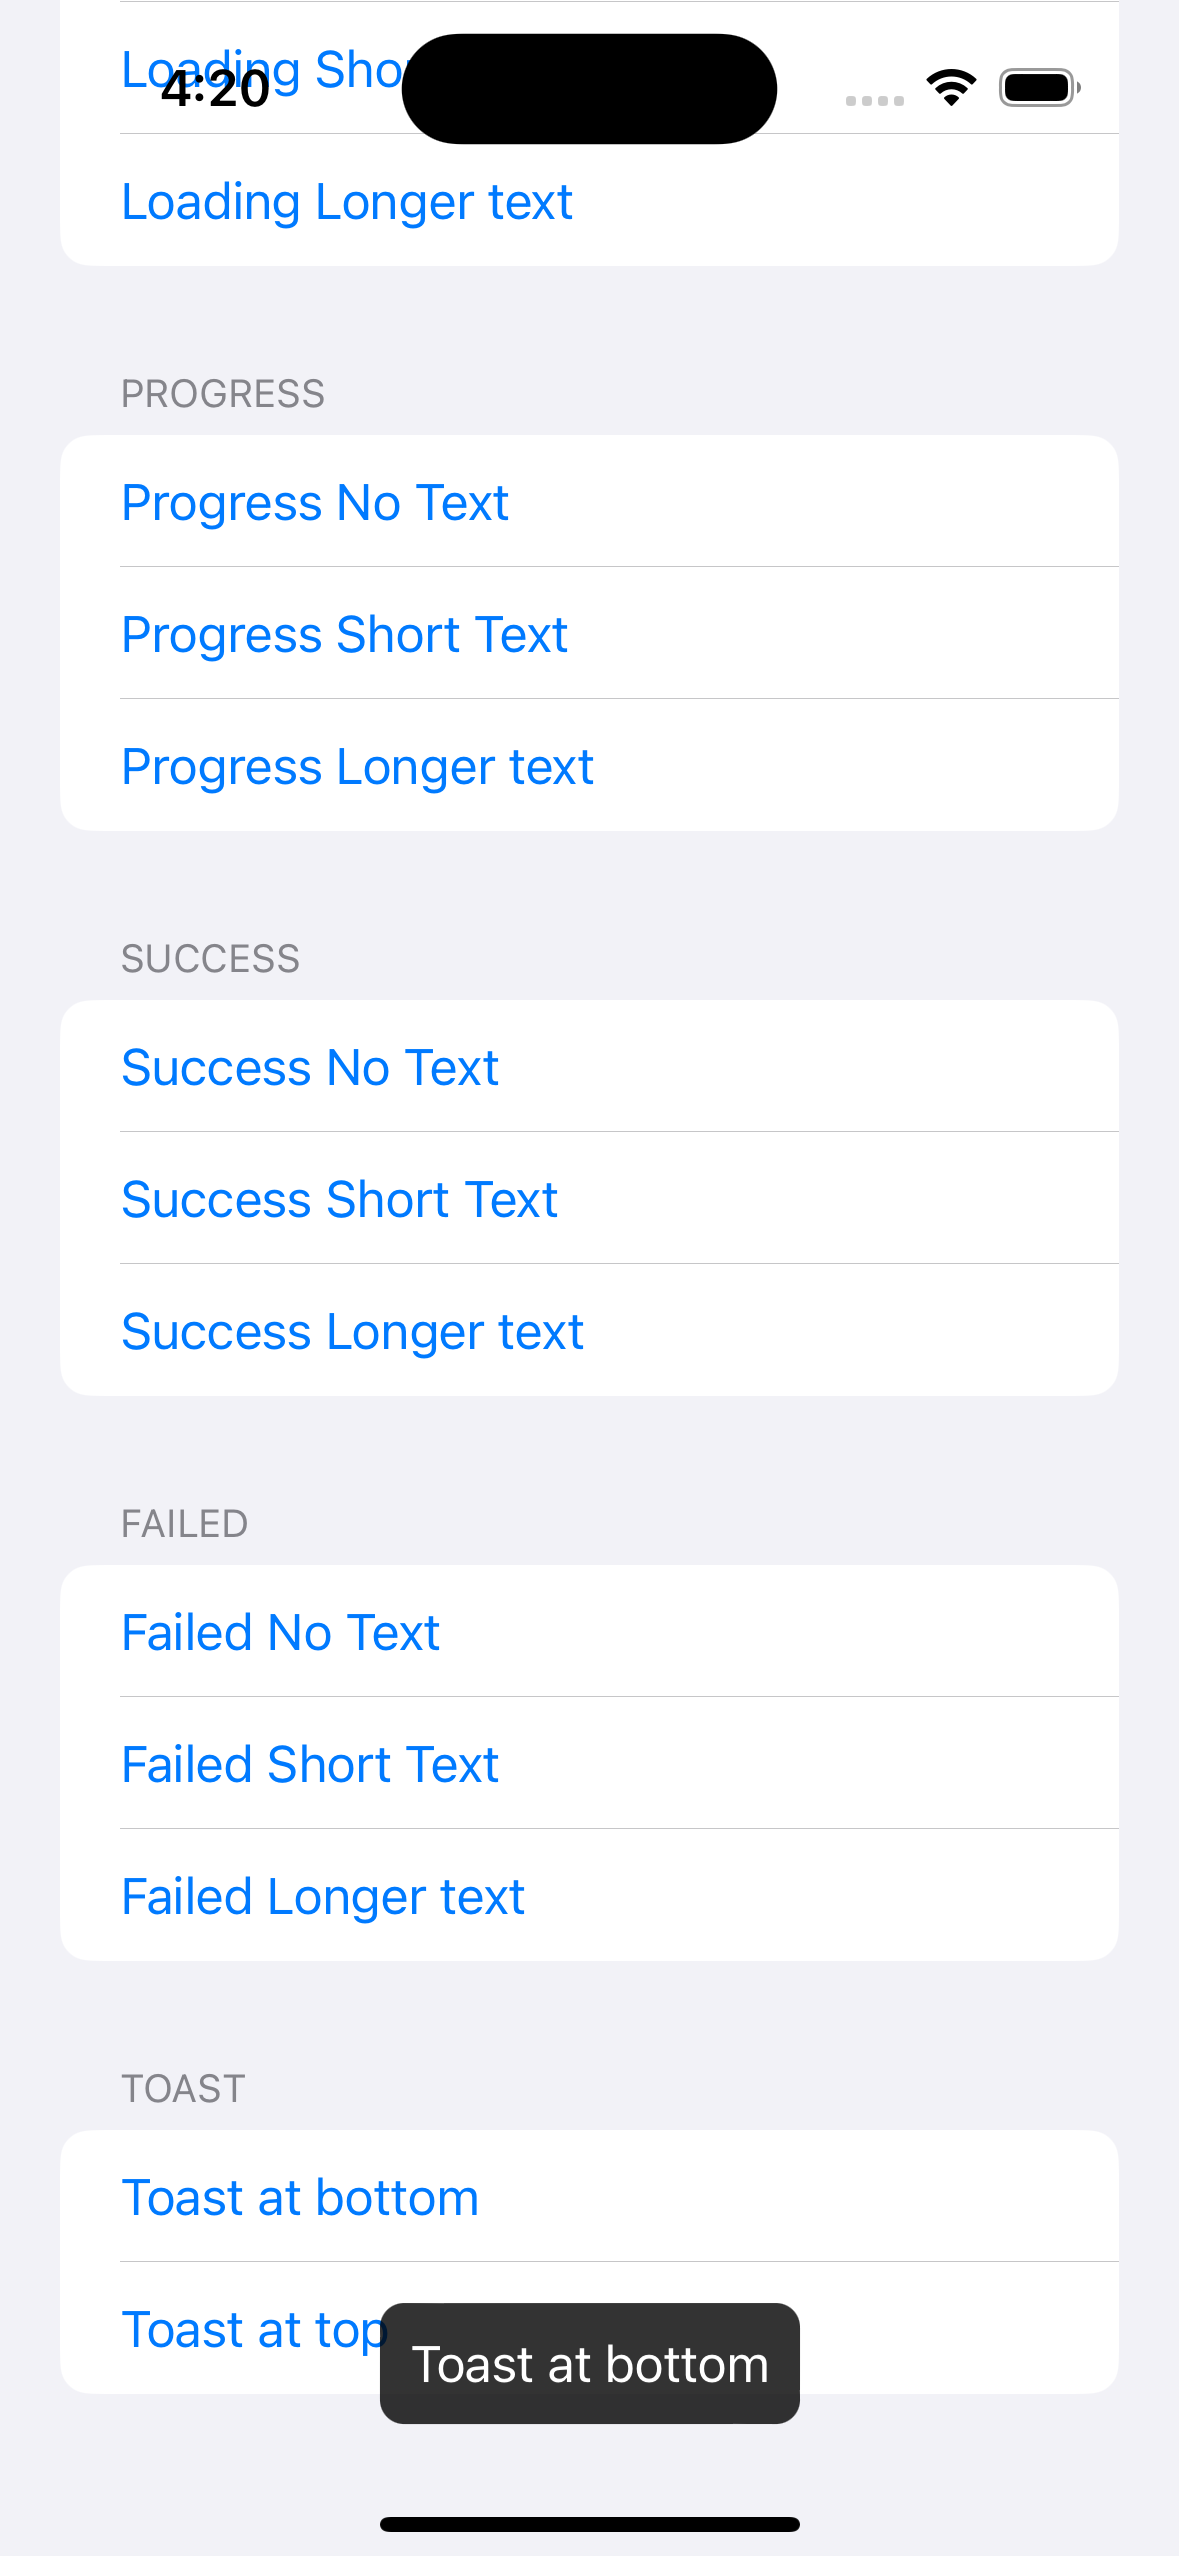 Loading Sho
4:20
Loading Longer text
PROGRESS
Progress No Text
Progress Short Text
Progress Longer text
SUCCESS
Success No Text
Success Short Text
Success Longer text
FAILED
Failed No Text
Failed Short Text
Failed Longer text
TOAST
Toast at bottom
Toast at top
Toast at bottom